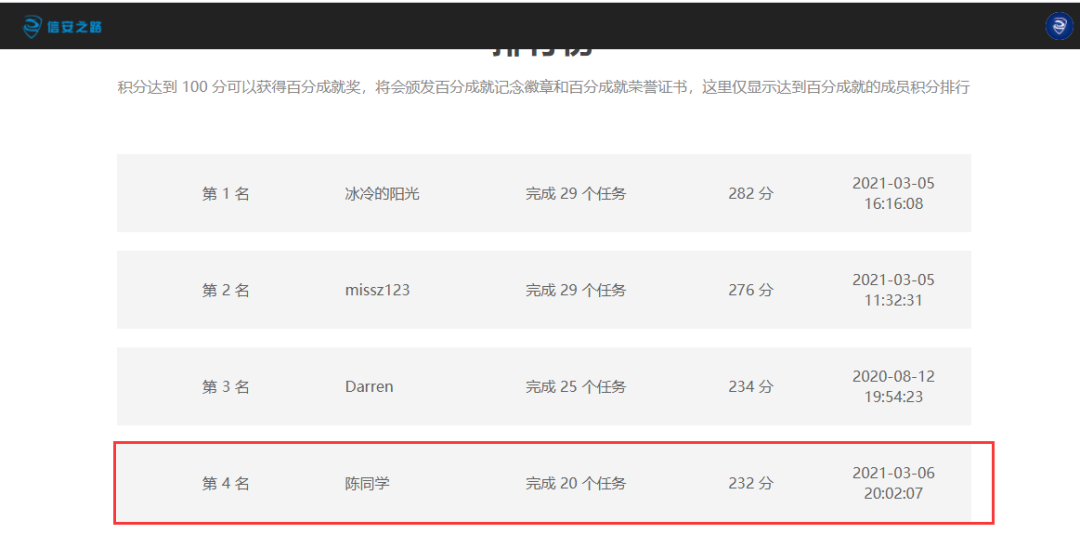 信安之路
积分达到 100 分可以获得百分成就奖，将会颁发百分成就记念徽章和百分成就荣誉证书，这里仅显示达到百分成就的成员积分排行
第 1 名 冰冷的阳光 完成 29 个任务 282 分 2021-03-05
16:16:08
第 2 名 missz123 完成 29 个任务 276 分 2021-03-05
11:32:31
第 3 名 Darren 完成 25 个任务 234 分 2020-08-12
19:54:23
第 4 名 陈同学 完成 20 个任务 232 分 2021-03-06
20:02:07